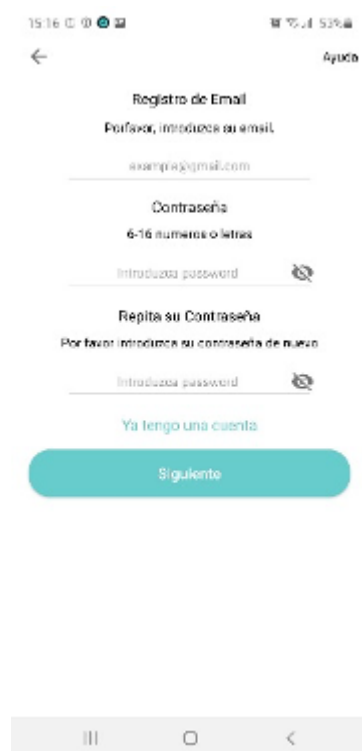 15:16
53%
Ayuda
Registro de Email
Porfavor, introduzca su email.
example@gmail.com
Contraseña
6-16 numeros o letras
Introduzca password
Repita su Contraseña
Por favor introduzca su contraseña de nuevo
Introduzca password
Ya tengo una cuenta
Siguiente